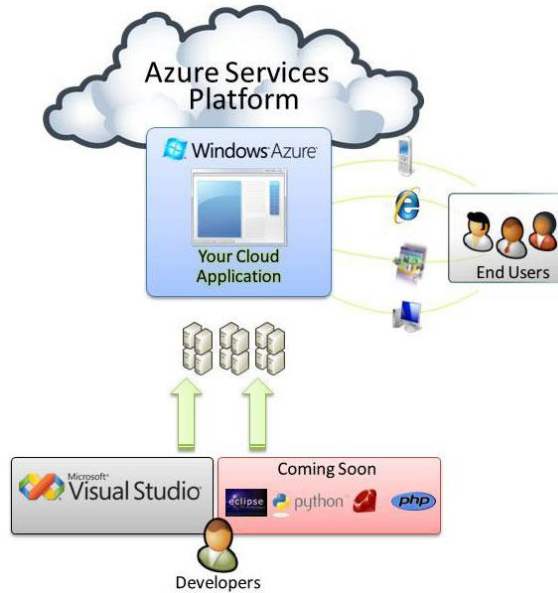 Azure Services
Platform
Windows Azure
Your Cloud
Application
End Users
Coming Soon
Microsoft
Visual Studio
eclipse
python
php
Developers